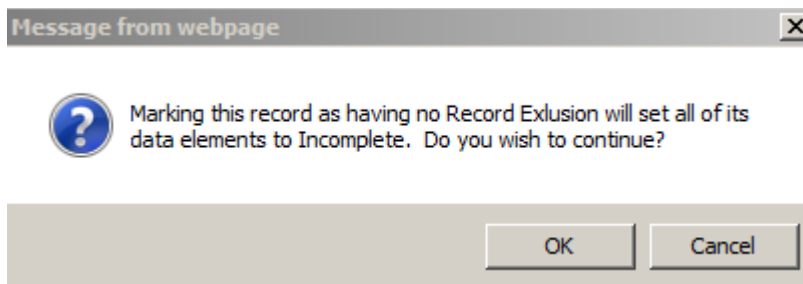 Message from webpage
Marking this record as having no Record Exlusion will set all of its
data elements to Incomplete. Do you wish to continue?
OK
Cancel